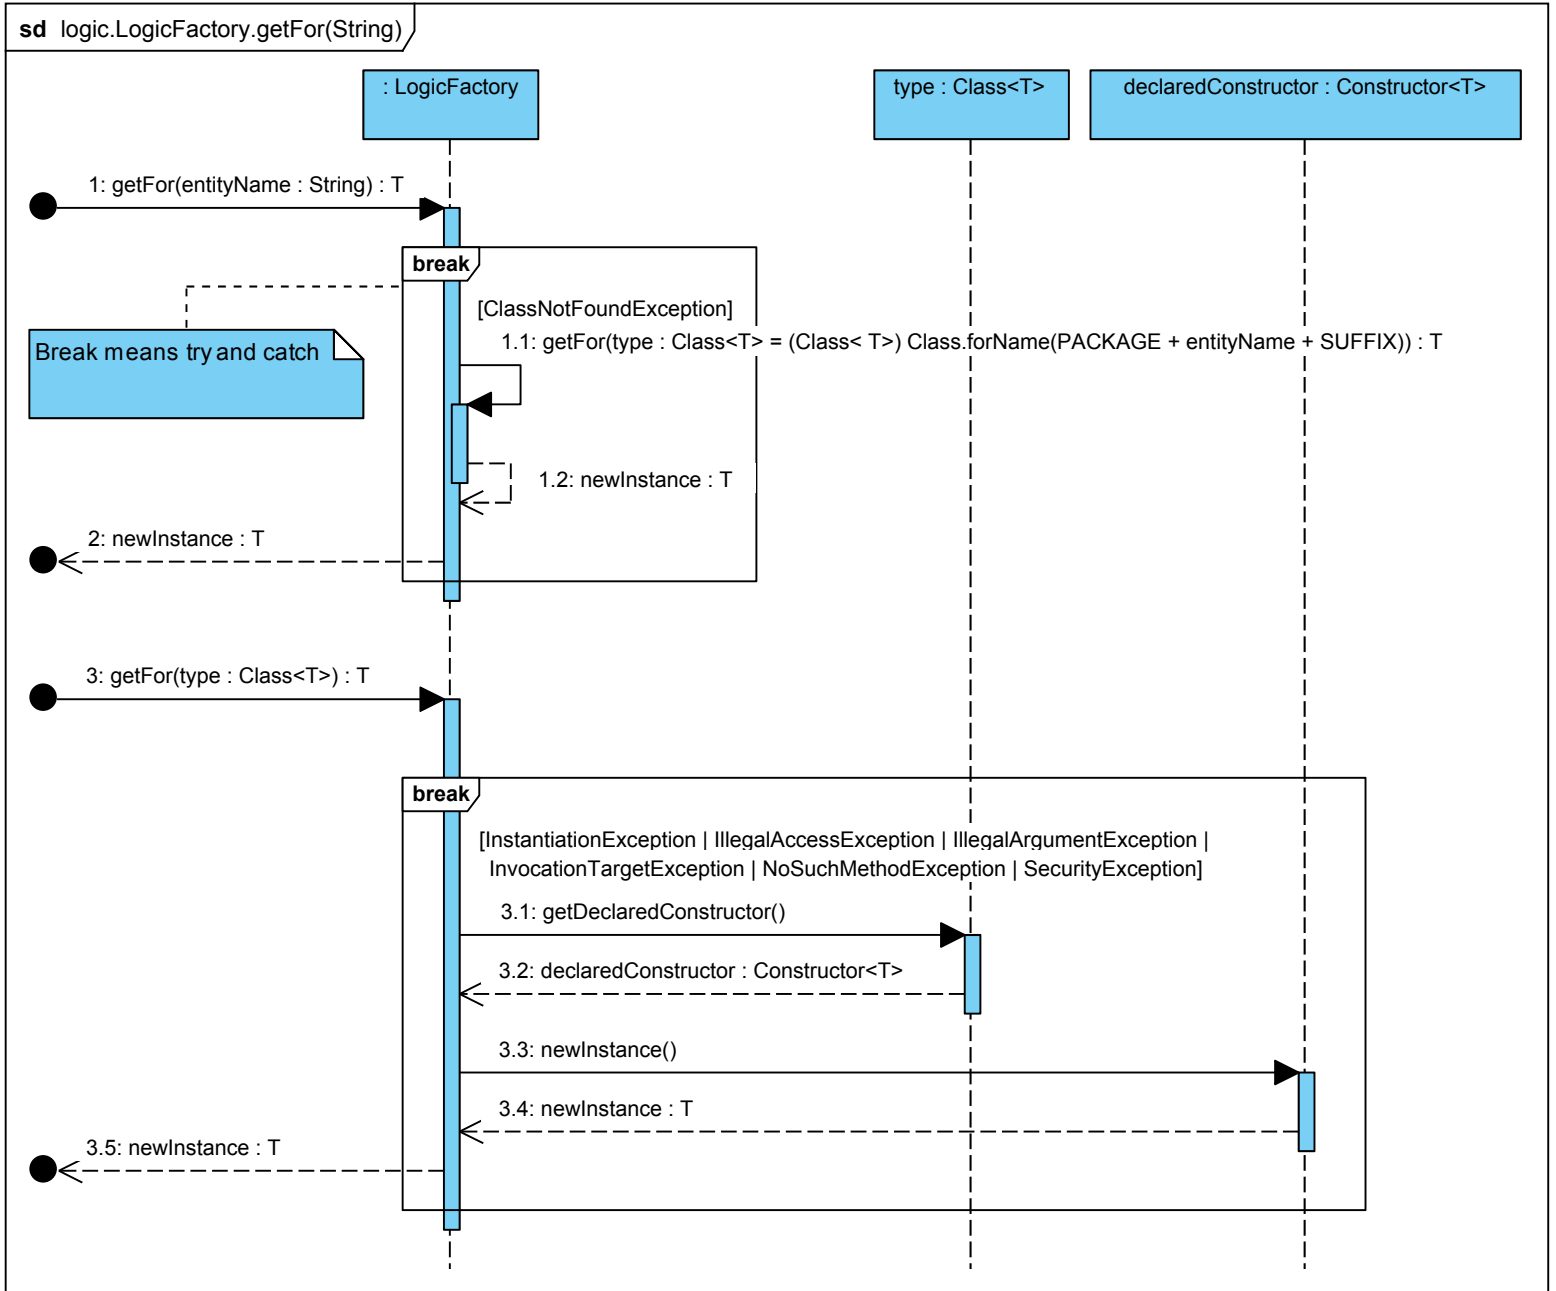 sd logic.LogicFactory.getFor(String)
: LogicFactory
type : Class<T>
declaredConstructor : Constructor<T>
1: getFor(entityName : String) : T
break
[ClassNotFoundException]
1.1: getFor(type : Class<T> = (Class< T>) Class.forName(PACKAGE + entityName + SUFFIX)) : T
Break means try and catch
1.2: newInstance : T
2: newInstance : T
3: getFor(type : Class<T>) : T
break
[InstantiationException | IllegalAccessException | IllegalArgumentException |
InvocationTargetException | NoSuchMethodException | SecurityException]
3.1: getDeclaredConstructor()
3.2: declaredConstructor : Constructor<T>
3.3: newInstance()
3.4: newInstance : T
3.5: newInstance : T